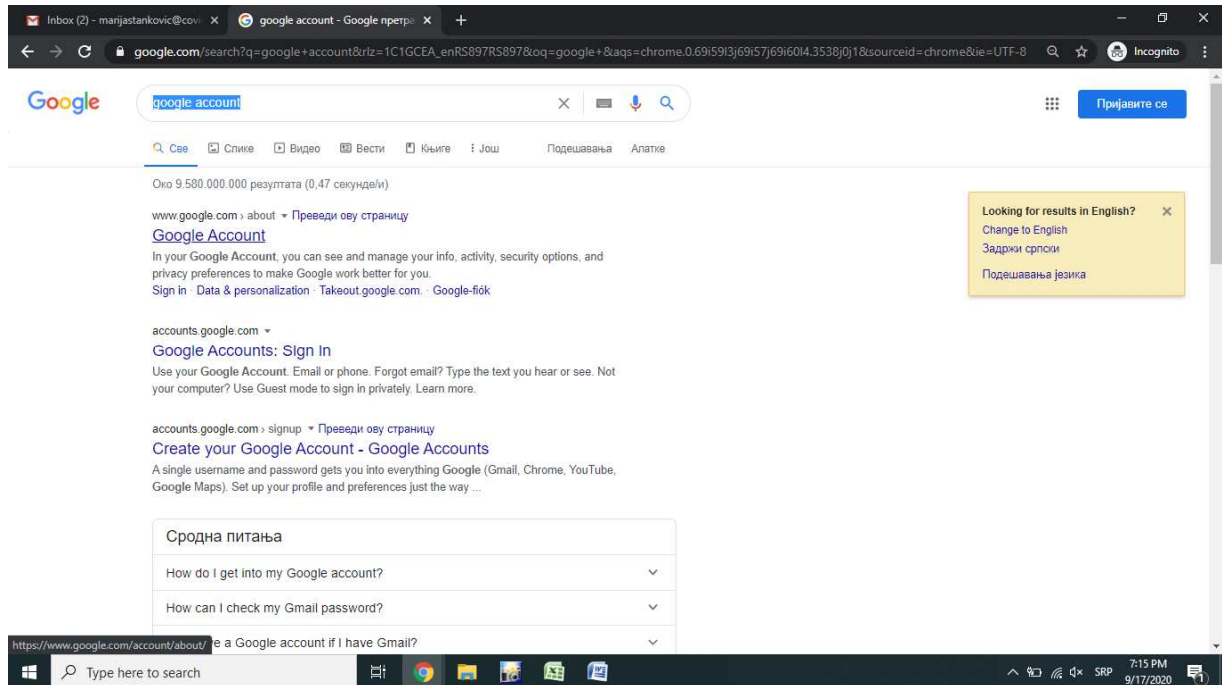 Inbox (2) - marijastankovic@covi
google account - Google претра
google.com/search?q=google+account&rlz=1C1GCEA_enRS897RS897&oq=google+&aqs=chrome.0.69i59l3j69i57j69i60l4.3538j0j1&sourceid=chrome&ie=UTF-8
Incognito
Google
google account
Пријавите се
Све Слике Видео Вести Књиге Још Подешавања Алатке
Око 9.580.000.000 резултата (0,47 секунде/и)
www.google.com › about Преведи ову страницу
Google Account
In your Google Account, you can see and manage your info, activity, security options, and
privacy preferences to make Google work better for you.
Sign in · Data & personalization · Takeout.google.com. · Google-fiók
accounts.google.com
Google Accounts: SIgn In
Use your Google Account. Email or phone. Forgot email? Type the text you hear or see. Not
your computer? Use Guest mode to sign in privately. Learn more.
accounts.google.com › signup Преведи ову страницу
Create your Google Account - Google Accounts
A single username and password gets you into everything Google (Gmail, Chrome, YouTube,
Google Maps). Set up your profile and preferences just the way ...
Сродна питања
How do I get into my Google account?
How can I check my Gmail password?
e a Google account if I have Gmail?
Looking for results in English?
Change to English
Задржи српски
Подешавања језика
https://www.google.com/account/about/
Type here to search
SRP
7:15 PM
9/17/2020
1